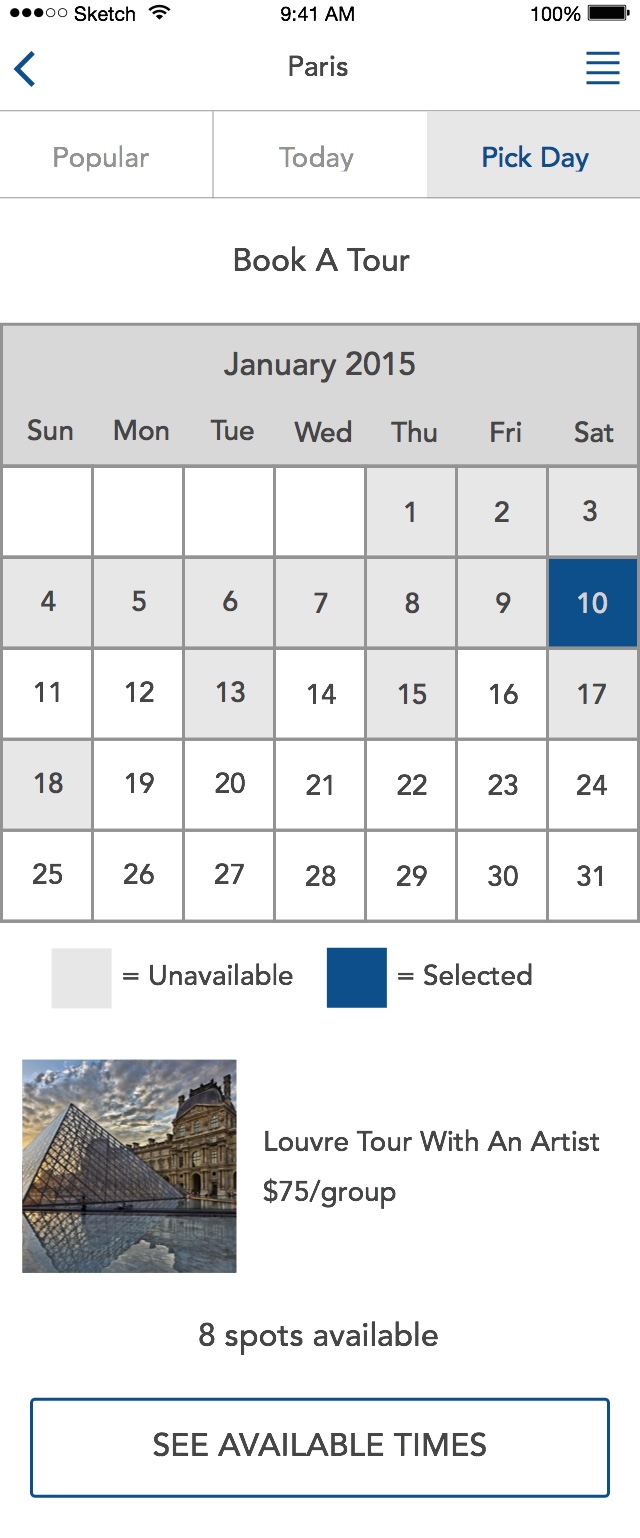 Sketch 9:41 AM 100%
Paris
Popular Today Pick Day
Book A Tour
January 2015
Sun Mon Tue Wed Thu Fri Sat
1 2 3
4 5 6 7 8 9 10
11 12 13 14 15 16 17
18 19 20 21 22 23 24
25 26 27 28 29 30 31
= Unavailable = Selected
Louvre Tour With An Artist
$75/group
8 spots available
SEE AVAILABLE TIMES